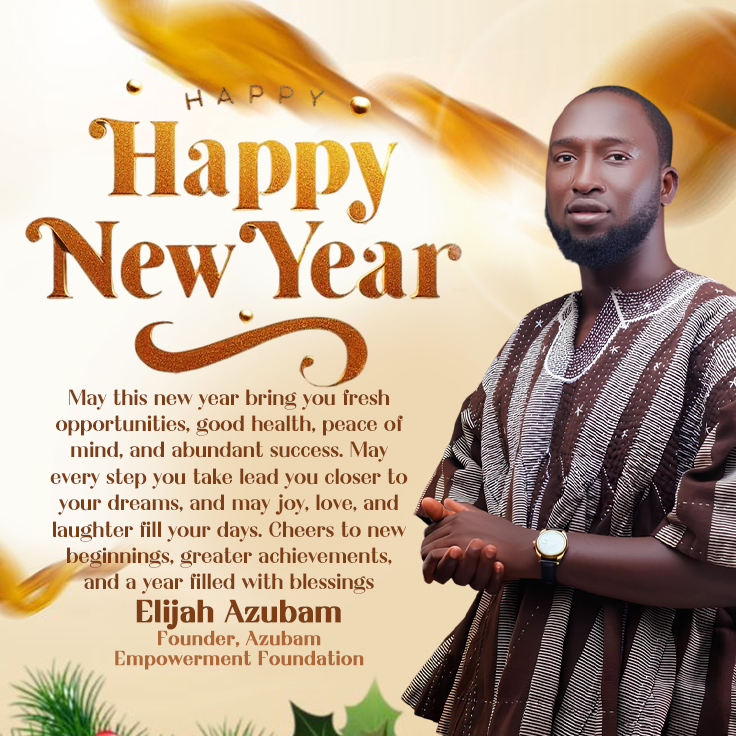 HAPPY
Happy
New Year
May this new year bring you fresh
opportunities, good health, peace of
mind, and abundant success. May
every step you take lead you closer to
your dreams, and may joy, love, and
laughter fill your days. Cheers to new
beginnings, greater achievements,
and a year filled with blessings
Elijah Azubam
Founder, Azubam
Empowerment Foundation